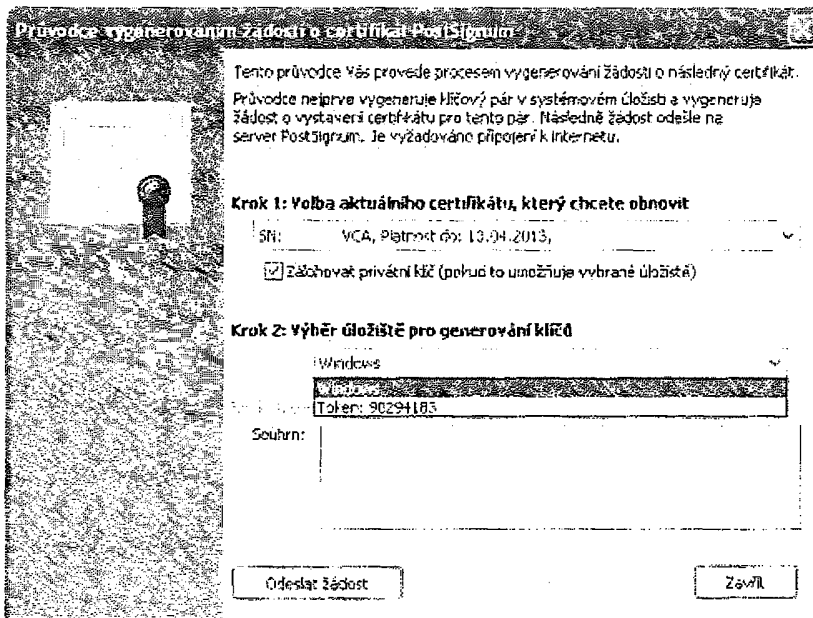 Průvodce vygenerováním žádosti o certifikát PostSignum
Tento průvodce Vás provede procesem vygenerování žádosti o následný certifikát.
Průvodce nejprve vygeneruje klíčový pár v systémovém úložišti a vygeneruje
žádost o vystavení certifikátu pro tento pár. Následně žádost odešle na
server PostSignum. Je vyžadováno připojení k internetu.
Krok 1: Volba aktuálního certifikátu, který chcete obnovit
SN: VCA, Platnost do: 13.04.2013,
Zálohovat privátní klíč (pokud to umožňuje vybrané úložiště)
Krok 2: Výběr úložiště pro generování klíčů
Windows
Windows
Token: 90294183
Souhrn:
Odeslat žádost
Zavřít